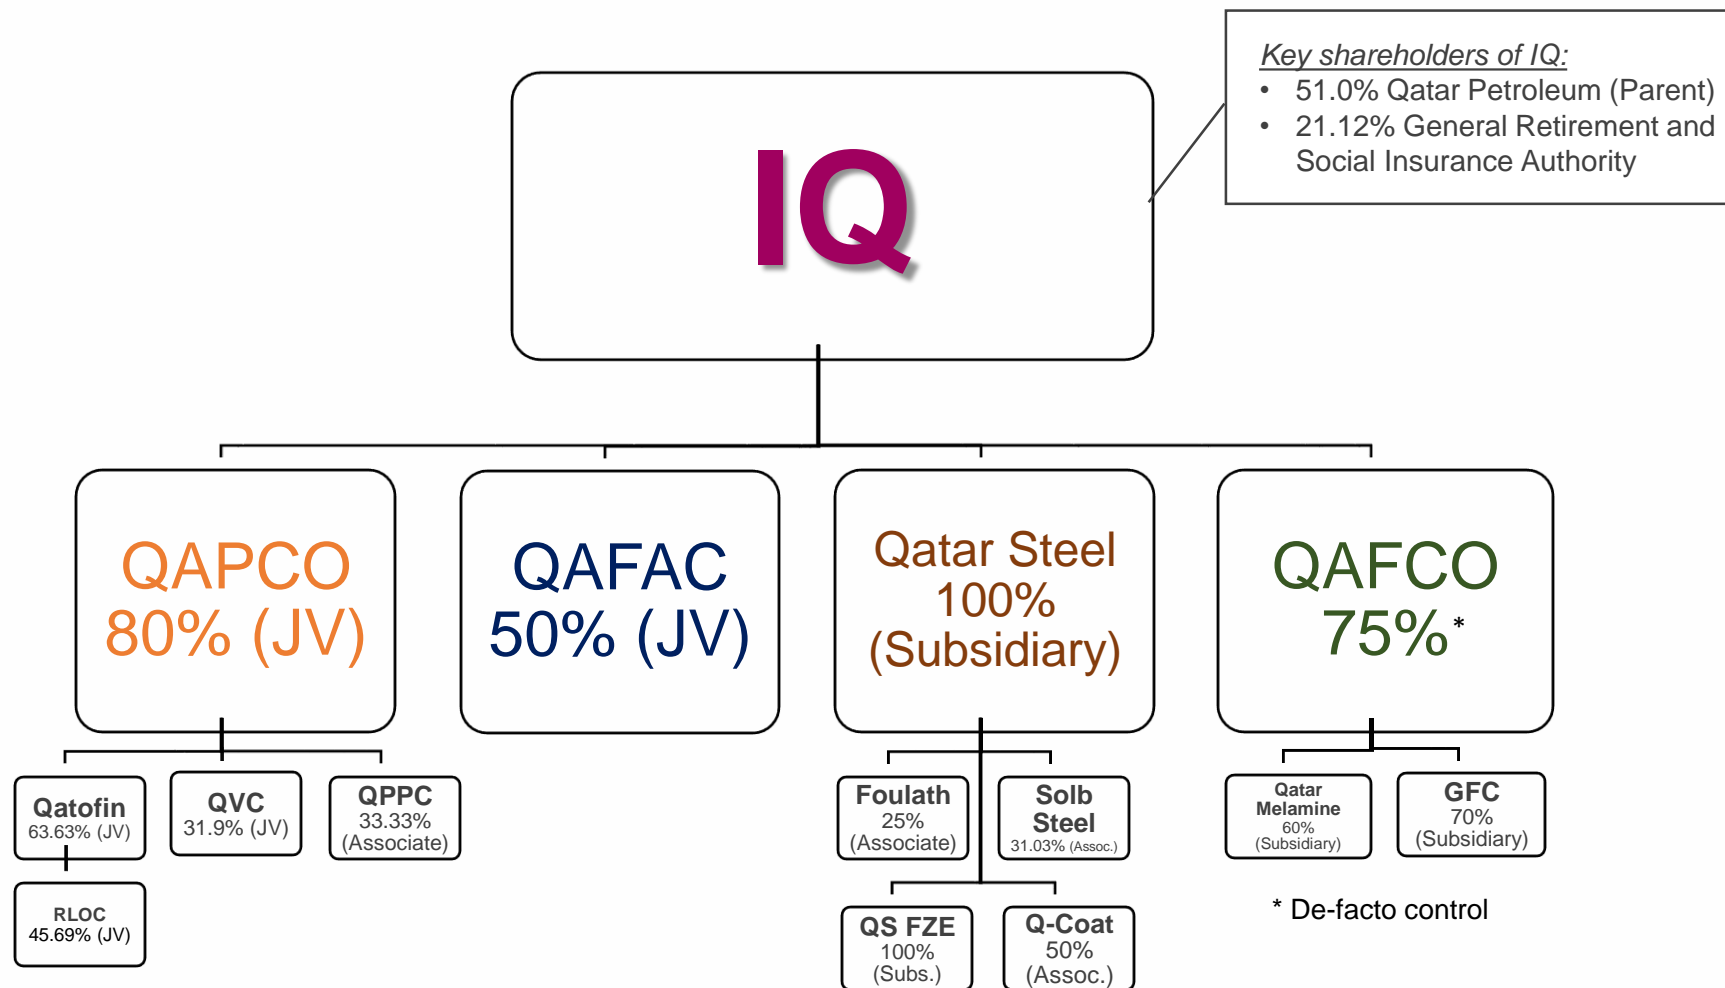 Key shareholders of IQ:
• 51.0% Qatar Petroleum (Parent)
• 21.12% General Retirement and
Social Insurance Authority
IQ
QAPCO
80% (JV)
QAFAC
50% (JV)
Qatar Steel
100%
(Subsidiary)
QAFCO
75%*
Qatofin
63.63% (JV)
QVC
31.9% (JV)
QPPC
33.33%
(Associate)
Foulath
25%
(Associate)
Solb
Steel
31.03% (Assoc.)
Qatar
Melamine
60%
(Subsidiary)
GFC
70%
(Subsidiary)
RLOC
45.69% (JV)
QS FZE
100%
(Subs.)
Q-Coat
50%
(Assoc.)
* De-facto control